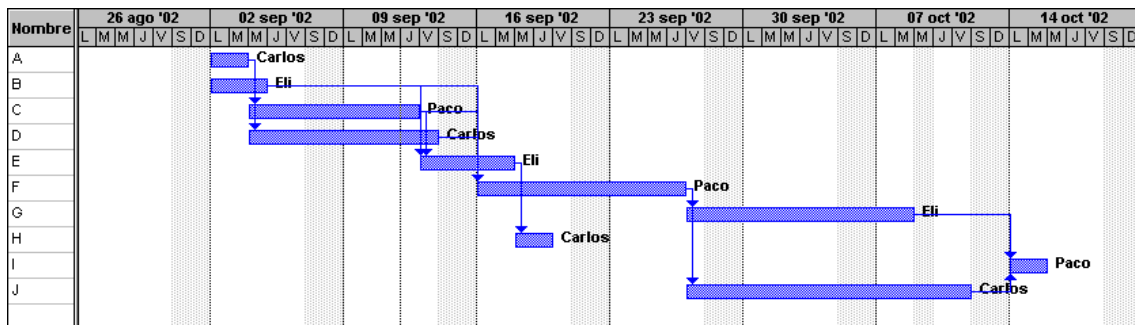 26 ago '02 02 sep '02 09 sep '02 16 sep '02 23 sep '02 30 sep '02 07 oct '02 14 oct '02
Nombre
L M M J V S D L M M J V S D L M M J V S D L M M J V S D L M M J V S D L M M J V S D L M M J V S D L M M J V S D
A Carlos
B Eli
C Paco
D Carlos
E Eli
F Paco
G Eli
H Carlos
I Paco
J Carlos